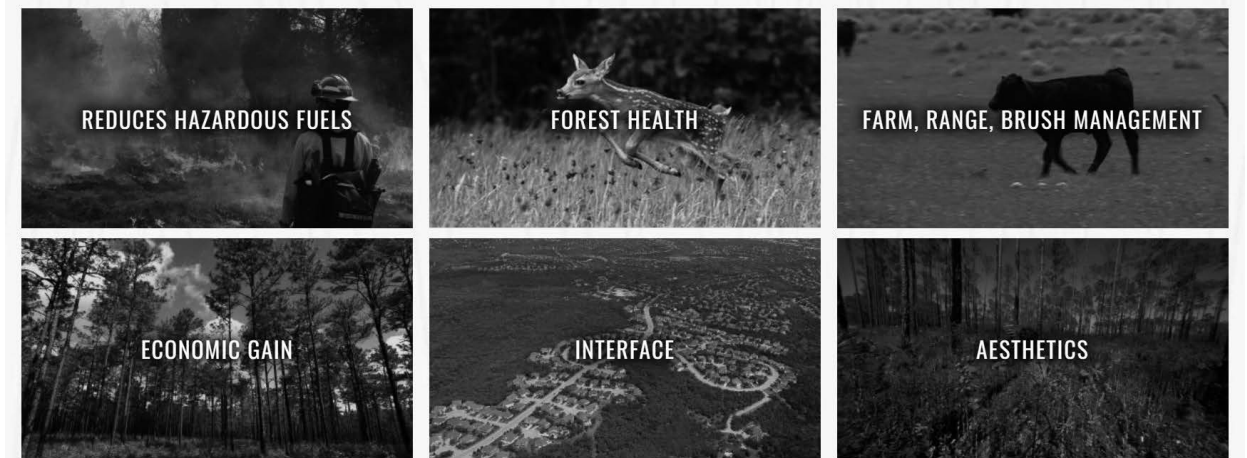 REDUCES HAZARDOUS FUELS
FOREST HEALTH
FARM, RANGE, BRUSH MANAGEMENT
ECONOMIC GAIN
INTERFACE
AESTHETICS